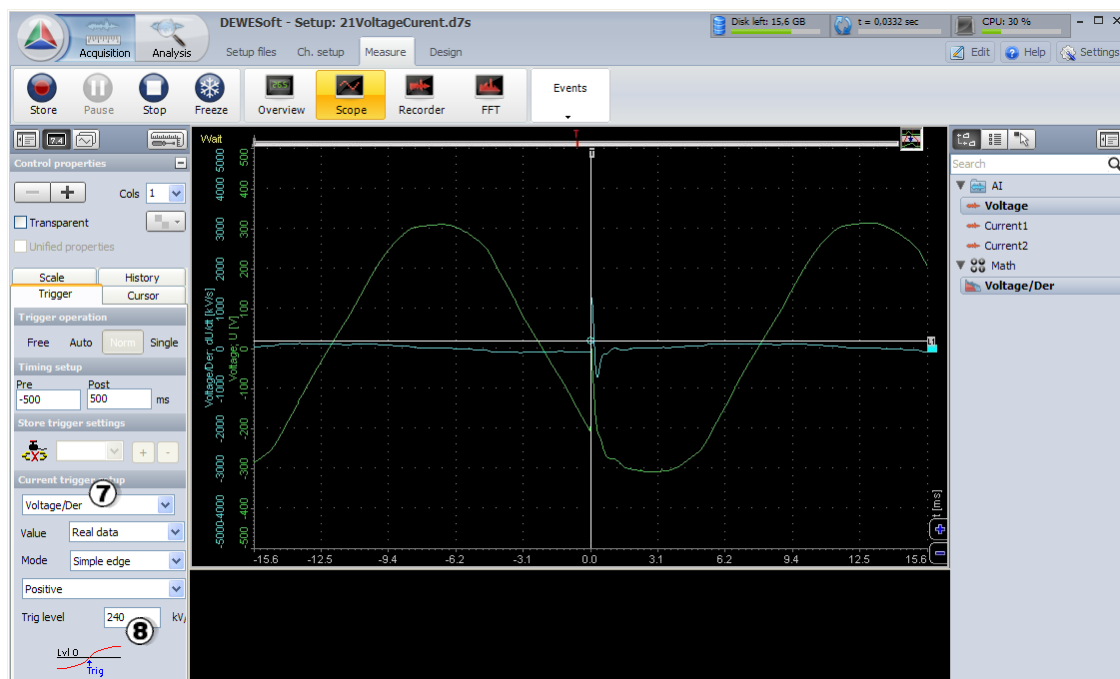 DEWESoft - Setup: 21VoltageCurent.d7s
Disk left: 15.6 GB
t = 0.0332 sec
CPU: 30 %
Acquisition
Analysis
Setup files
Ch. setup
Measure
Design
Edit
Help
Settings
Store
Pause
Stop
Freeze
Overview
Scope
Recorder
FFT
Events
Control properties
Cols 1
Transparent
Unified properties
Scale
History
Trigger
Cursor
Trigger operation
Free Auto Norm Single
Timing setup
Pre
Post
-500
500
ms
Store trigger settings
Current trigger setup
7
Voltage/Der
Value Real data
Mode Simple edge
Positive
Trig level 240 kV/
8
Lvl 0
Trig
Wait
T
Voltage/Der; dU/dt [kV/s]
5000
4000
3000
2000
1000
0
-1000
-2000
-3000
-4000
-5000
Voltage; U [V]
500
400
300
200
100
0
-100
-200
-300
-400
-500
-15.6 -12.5 -9.4 -6.2 -3.1 0.0 3.1 6.2 9.4 12.5 15.6
t [ms]
Search
AI
Voltage
Current1
Current2
Math
Voltage/Der